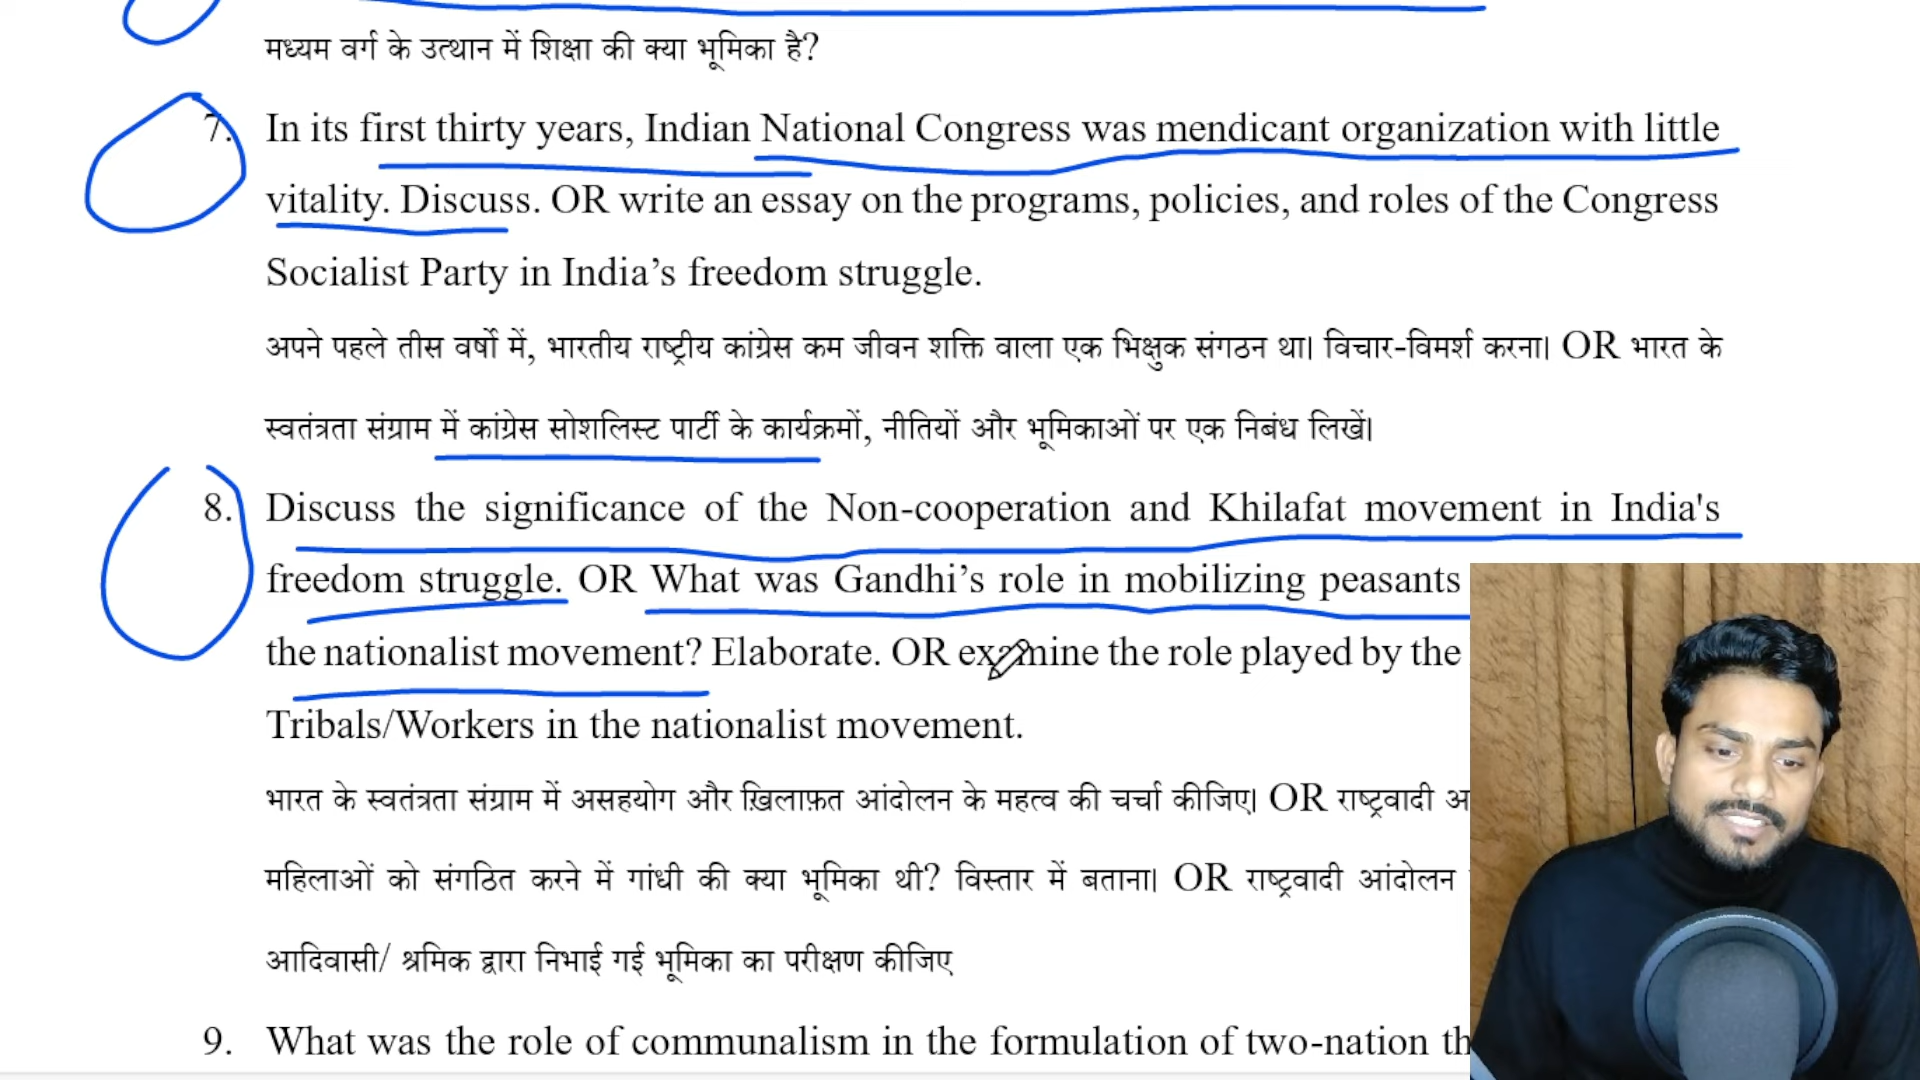 मध्यम वर्ग के उत्थान में शिक्षा की क्या भूमिका है?
7. In its first thirty years, Indian National Congress was mendicant organization with little
vitality. Discuss. OR write an essay on the programs, policies, and roles of the Congress
Socialist Party in India’s freedom struggle.
अपने पहले तीस वर्षो में, भारतीय राष्ट्रीय कांग्रेस कम जीवन शक्ति वाला एक भिक्षुक संगठन था। विचार-विमर्श करना। OR भारत के
स्वतंत्रता संग्राम में कांग्रेस सोशलिस्ट पार्टी के कार्यक्रमों, नीतियों और भूमिकाओं पर एक निबंध लिखें।
8. Discuss the significance of the Non-cooperation and Khilafat movement in India's
freedom struggle. OR What was Gandhi’s role in mobilizing peasants
the nationalist movement? Elaborate. OR examine the role played by the
Tribals/Workers in the nationalist movement.
भारत के स्वतंत्रता संग्राम में असहयोग और ख़िलाफ़त आंदोलन के महत्व की चर्चा कीजिए। OR राष्ट्रवादी
महिलाओं को संगठित करने में गांधी की क्या भूमिका थी? विस्तार में बताना। OR राष्ट्रवादी आंदोलन
आदिवासी/ श्रमिक द्वारा निभाई गई भूमिका का परीक्षण कीजिए
9. What was the role of communalism in the formulation of two-nation